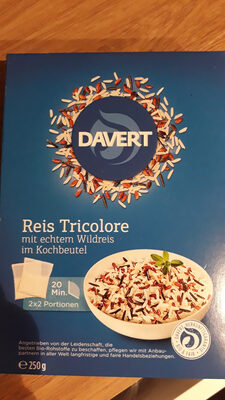 DAVERT
Reis Tricolore
mit echtem Wildreis
im Kochbeutel
20
Min.
2x2 Portionen
Angetrieben von der Leidenschaft, die
besten Bio-Rohstoffe zu beschaffen, pflegen wir mit Anbau-
partnern in aller Welt langfristige und faire Handelsbeziehungen.
e 250g
& FAIR